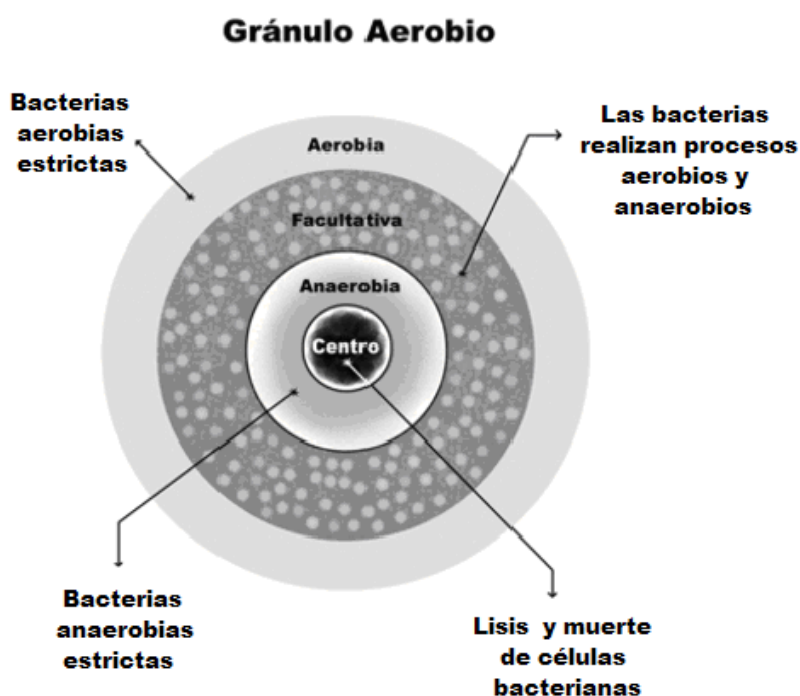 Gránulo Aerobio
Bacterias
aerobias
estrictas
Las bacterias
realizan procesos
aerobios y
anaerobios
Aerobia
Facultativa
Anaerobia
Centro
Bacterias
anaerobias
estrictas
Lisis y muerte
de células
bacterianas